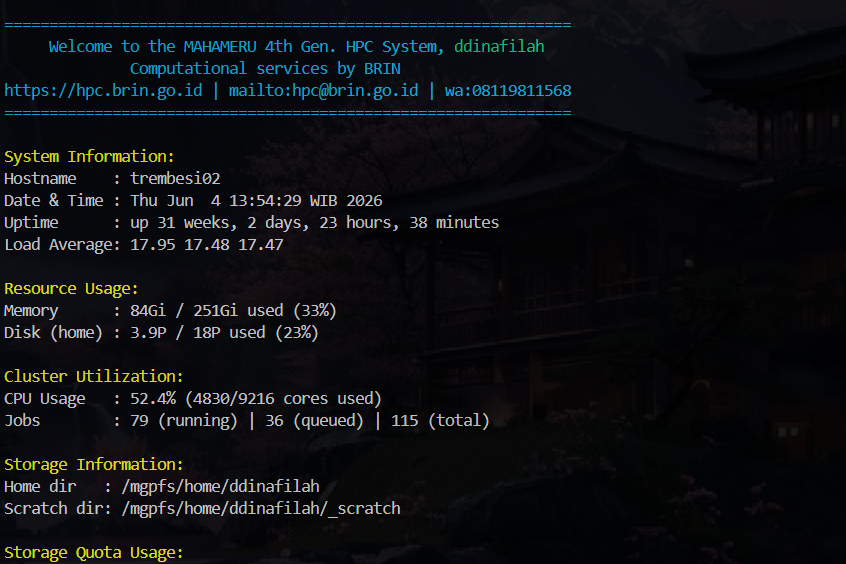 ===============================================================
Welcome to the MAHAMERU 4th Gen. HPC System, ddinafilah
Computational services by BRIN
https://hpc.brin.go.id | mailto:hpc@brin.go.id | wa:08119811568
===============================================================
System Information:
Hostname    : trembesi02
Date & Time : Thu Jun  4 13:54:29 WIB 2026
Uptime      : up 31 weeks, 2 days, 23 hours, 38 minutes
Load Average: 17.95 17.48 17.47
Resource Usage:
Memory      : 84Gi / 251Gi used (33%)
Disk (home) : 3.9P / 18P used (23%)
Cluster Utilization:
CPU Usage   : 52.4% (4830/9216 cores used)
Jobs        : 79 (running) | 36 (queued) | 115 (total)
Storage Information:
Home dir   : /mgpfs/home/ddinafilah
Scratch dir: /mgpfs/home/ddinafilah/_scratch
Storage Quota Usage: